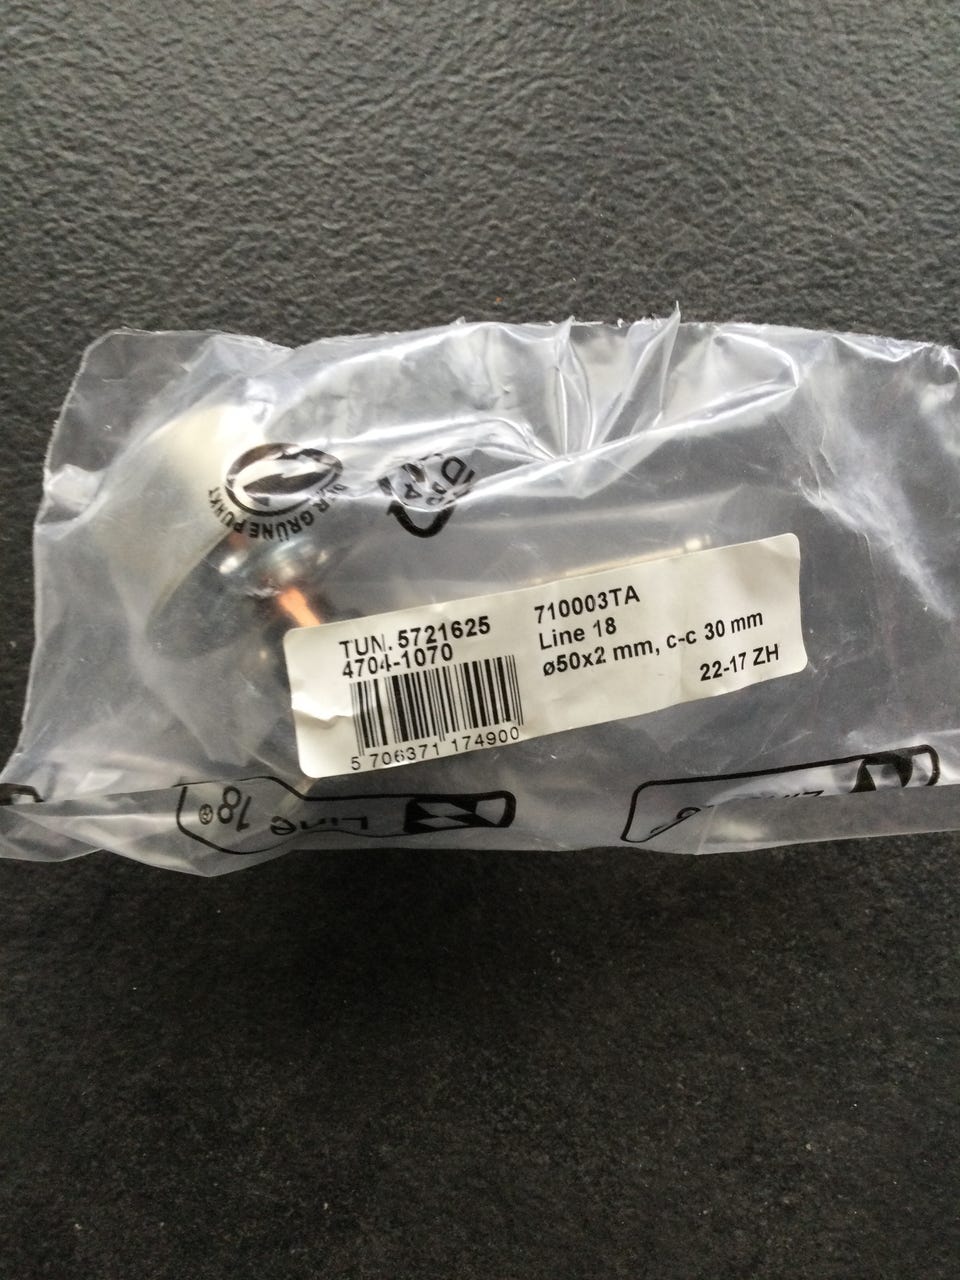 DER GRÜNE PUNKT
TUN. 5721625
4704-1070
5 706371 174900
710003TA
Line 18
ø50x2 mm, c-c 30 mm
22-17 ZH
Line 18®